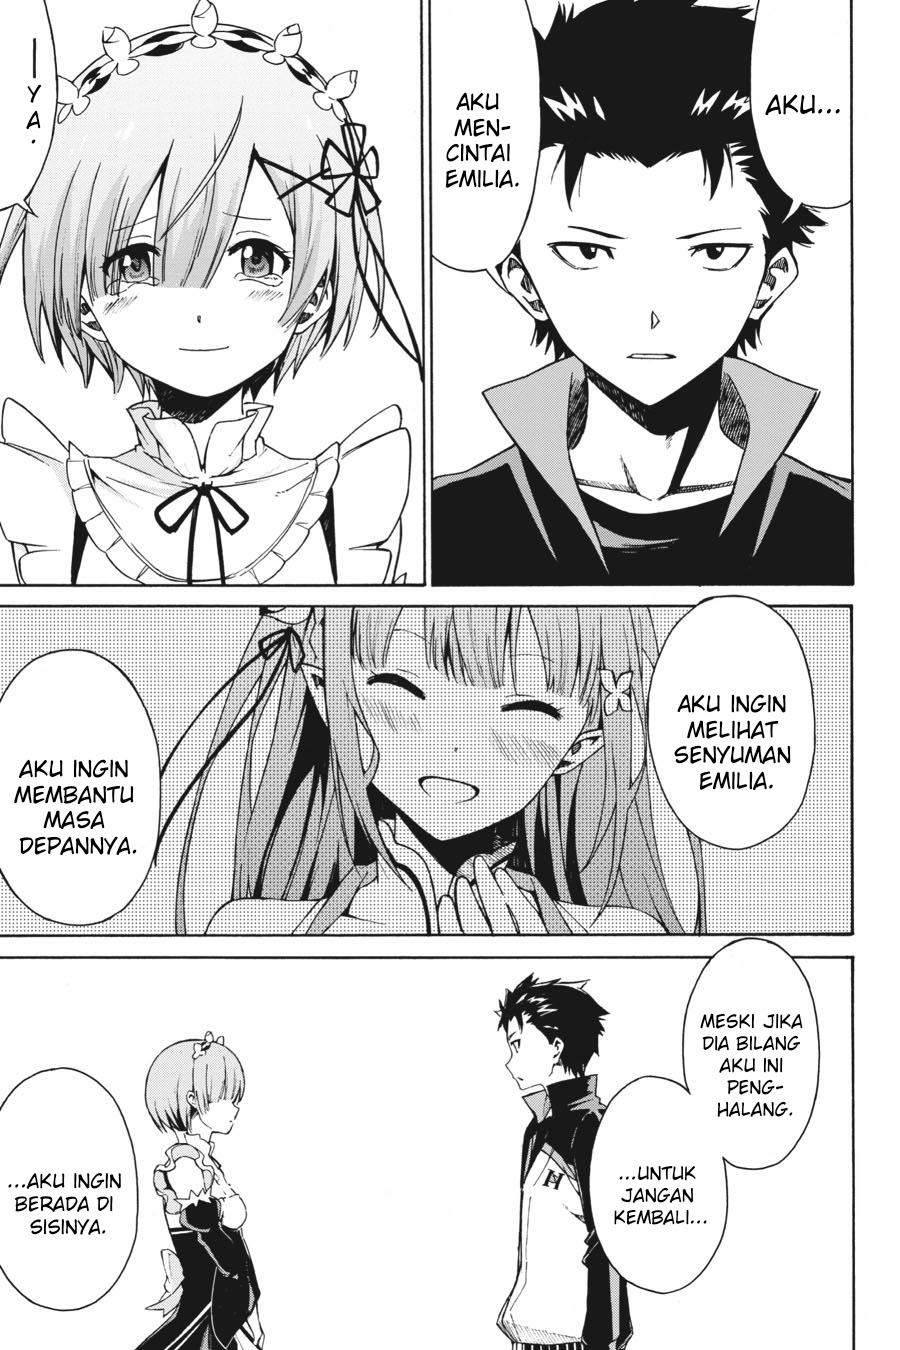 AKU...
AKU
MEN-
CINTAI
EMILIA.
—YA.
AKU INGIN
MELIHAT
SENYUMAN
EMILIA.
AKU INGIN
MEMBANTU
MASA
DEPANNYA.
MESKI JIKA
DIA BILANG
AKU INI
PENG-
HALANG.
...UNTUK
JANGAN
KEMBALI...
...AKU INGIN
BERADA DI
SISINYA.